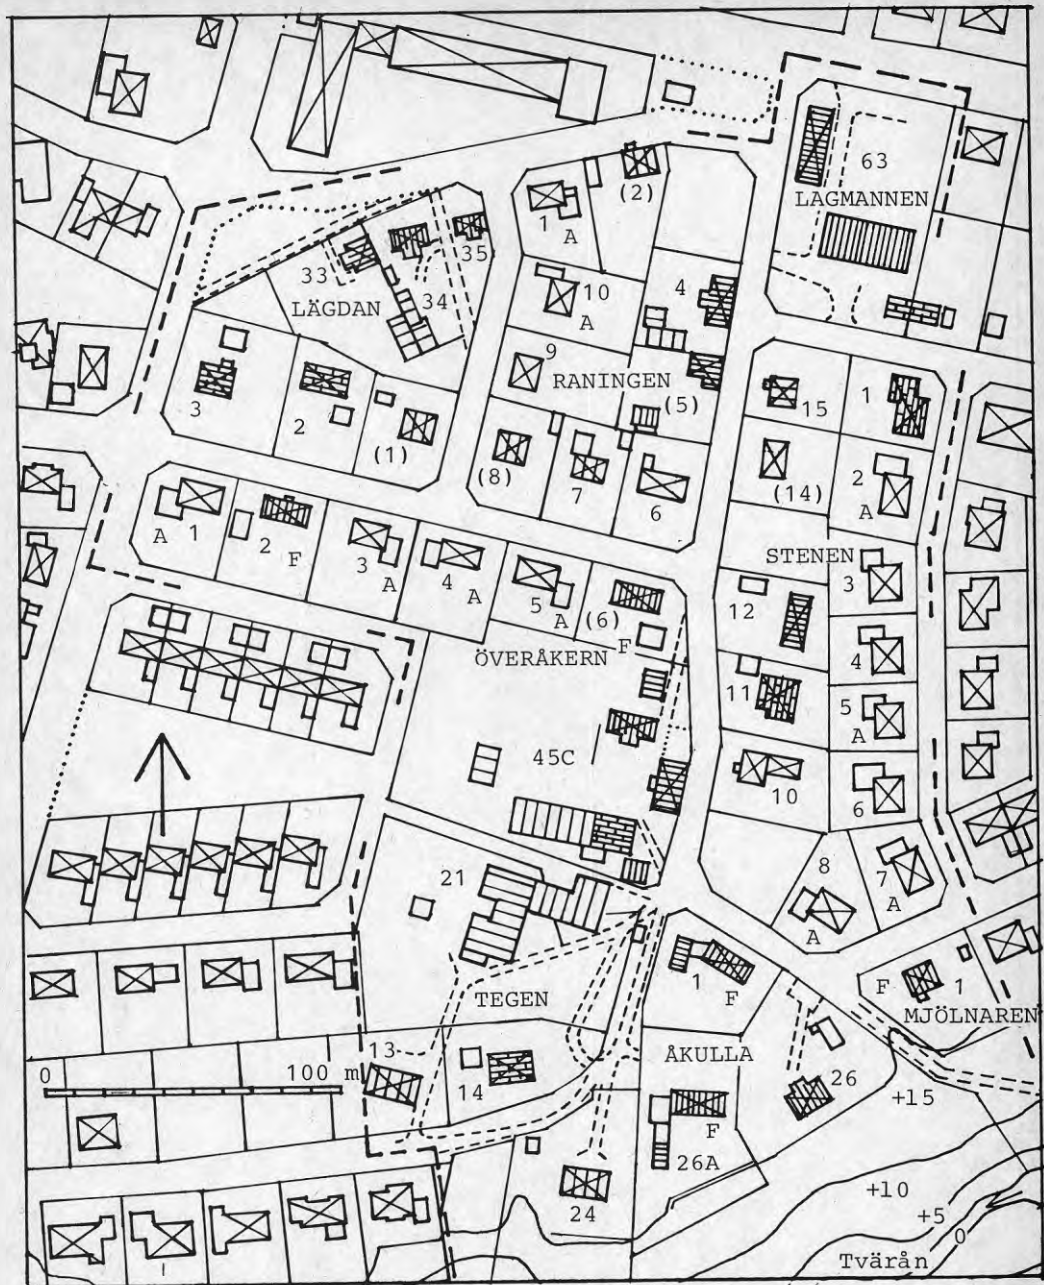 63
LAGMANNEN
(2)
1
A
35
33
34
LÄGDAN
10
A
4
9
RANINGEN
(5)
3
2
(1)
15
1
(8)
7
6
(14)
2
A
A
1
2
F
3
A
4
A
5
A
(6)
F
STENEN
3
12
ÖVERÅKERN
4
11
5
A
45C
10
6
21
8
A
7
A
TEGEN
1
F
F
1
MJÖLNAREN
13
ÅKULLA
0
100 m
14
26
+15
F
26A
24
+10
+5
0
Tvärån